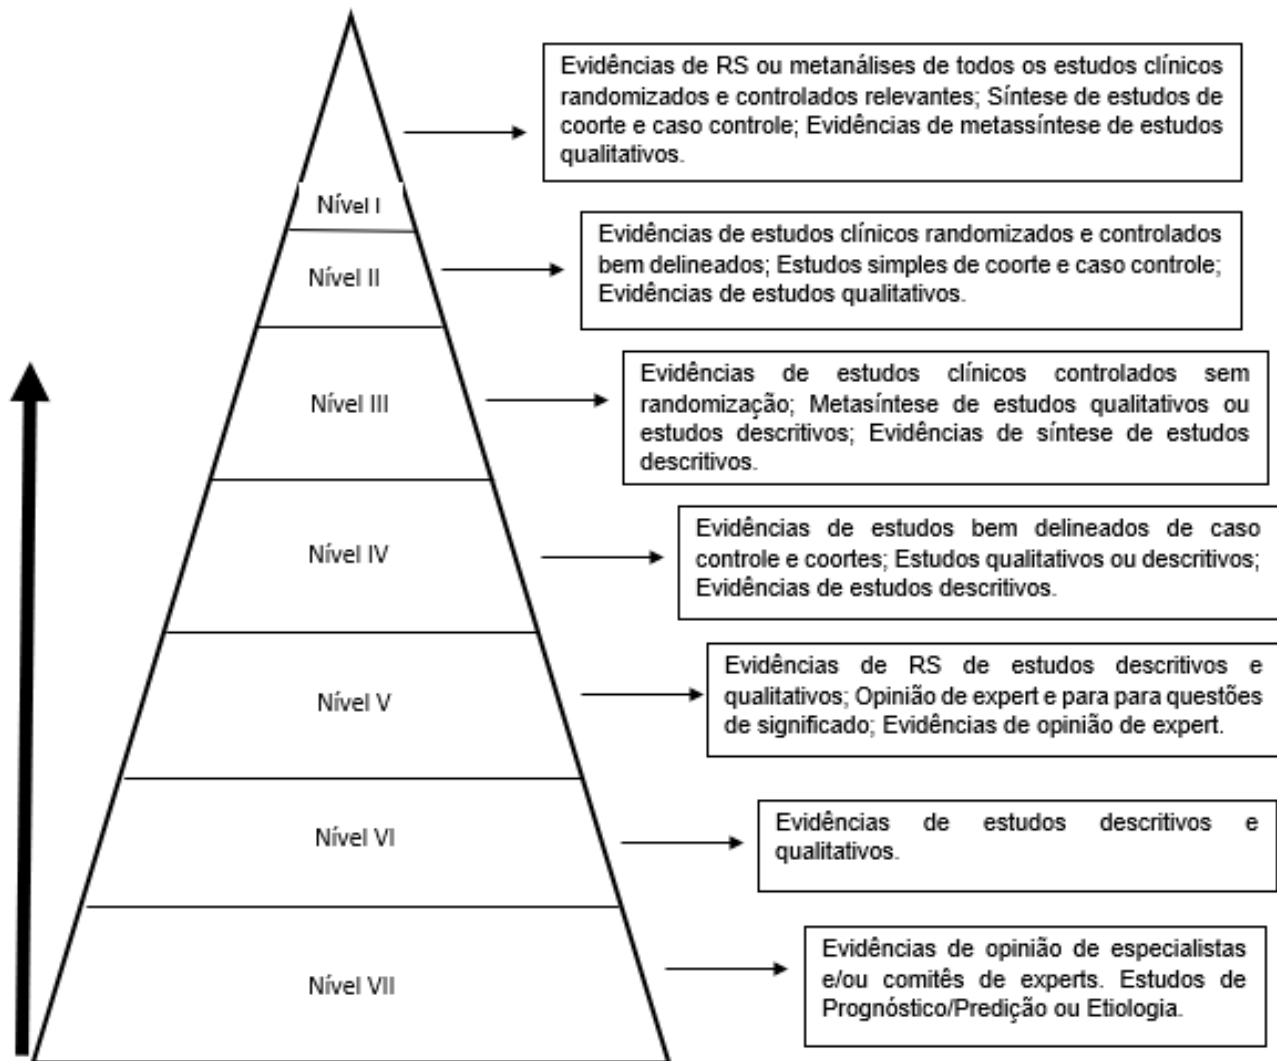 Evidências de RS ou metanálises de todos os estudos clínicos
randomizados e controlados relevantes; Síntese de estudos de
coorte e caso controle; Evidências de metassíntese de estudos
qualitativos.
Nível I
Evidências de estudos clínicos randomizados e controlados
bem delineados; Estudos simples de coorte e caso controle;
Evidências de estudos qualitativos.
Nível II
Evidências de estudos clínicos controlados sem
randomização; Metasíntese de estudos qualitativos ou
estudos descritivos; Evidências de síntese de estudos
descritivos.
Nível III
Evidências de estudos bem delineados de caso
controle e coortes; Estudos qualitativos ou descritivos;
Evidências de estudos descritivos.
Nível IV
Evidências de RS de estudos descritivos e
qualitativos; Opinião de expert e para para questões
de significado; Evidências de opinião de expert.
Nível V
Evidências de estudos descritivos e
qualitativos.
Nível VI
Evidências de opinião de especialistas
e/ou comitês de experts. Estudos de
Prognóstico/Predição ou Etiologia.
Nível VII